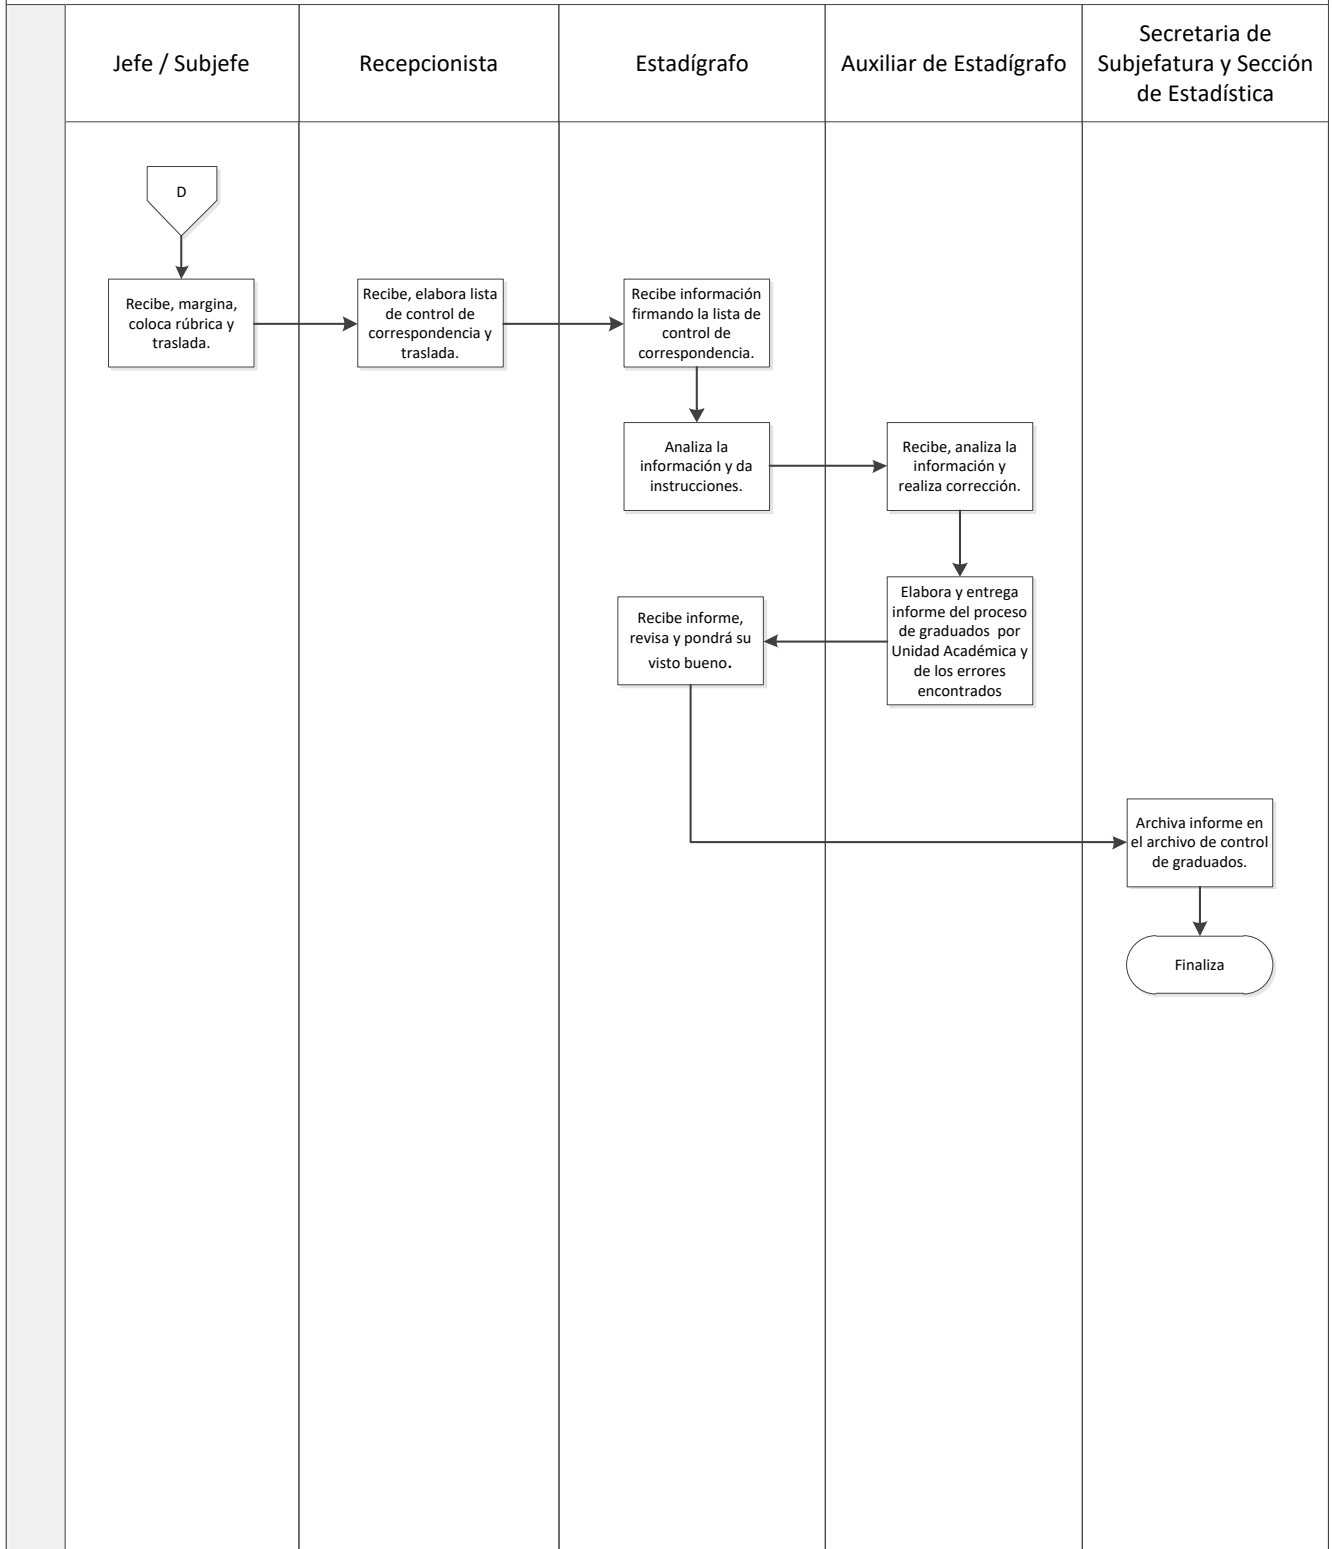 Jefe / Subjefe
Recepcionista
Estadígrafo
Auxiliar de Estadígrafo
Secretaria de
Subjefatura y Sección
de Estadística
D
Recibe, margina,
coloca rúbrica y
traslada.
Recibe, elabora lista
de control de
correspondencia y
traslada.
Recibe información
firmando la lista de
control de
correspondencia.
Analiza la
información y da
instrucciones.
Recibe, analiza la
información y
realiza corrección.
Elabora y entrega
informe del proceso
de graduados  por
Unidad Académica y
de los errores
encontrados
Recibe informe,
revisa y pondrá su
visto bueno.
Archiva informe en
el archivo de control
de graduados.
Finaliza